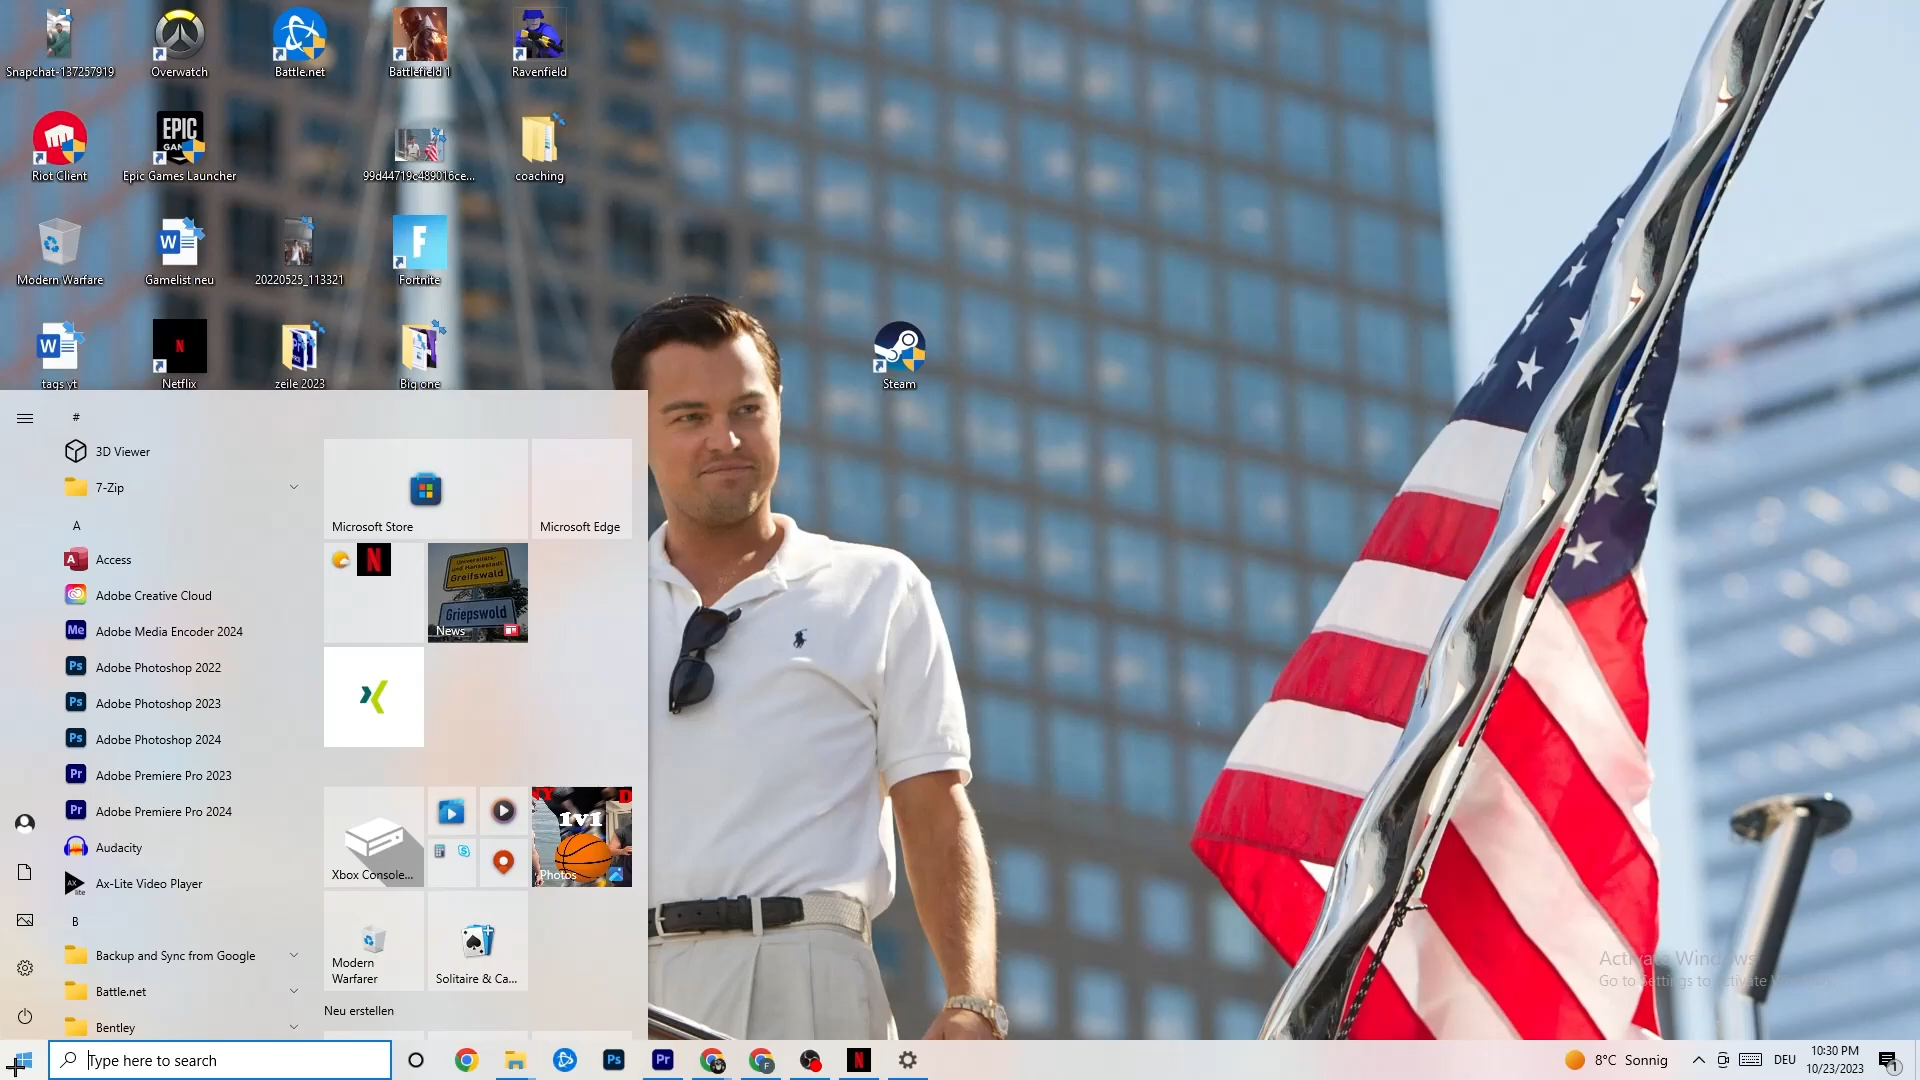 Snapchat-137257919
Overwatch
Battle.net
Battlefield 1
Ravenfield
EPIC
Riot Client
Epic Games Launcher
99d44719c489016ce...
coaching
Modern Warfare
Gamelist neu
20220525_113321
Fortnite
tags yt
Netflix
zeile 2023
Big one
Steam
#
3D Viewer
7-Zip
A
Access
Adobe Creative Cloud
Adobe Media Encoder 2024
Adobe Photoshop 2022
Adobe Photoshop 2023
Adobe Photoshop 2024
Adobe Premiere Pro 2023
Adobe Premiere Pro 2024
Audacity
Ax-Lite Video Player
B
Backup and Sync from Google
Battle.net
Bentley
Microsoft Store
Microsoft Edge
Universitäts-
und Hansestadt
Greifswald
Griepswold
News
Xbox Console...
1v1
Photos
Modern
Warfarer
Solitaire & Ca...
Neu erstellen
Activate Windows
Go to Settings to activate Windows.
Type here to search
8°C Sonnig
DEU
10:30 PM
10/23/2023
1